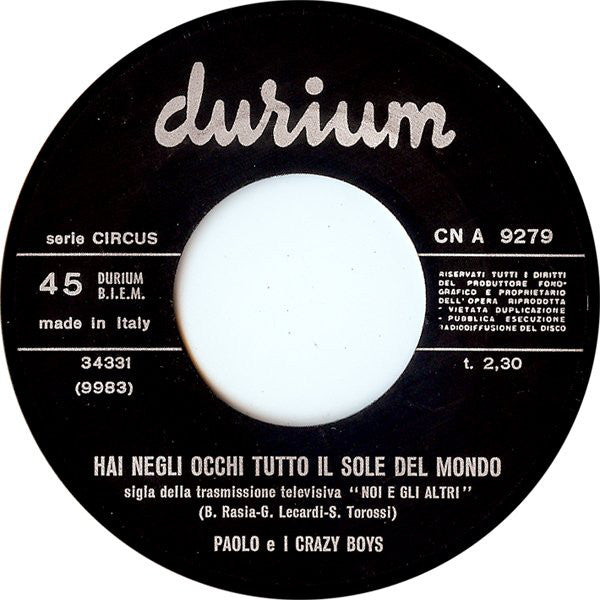 durium
serie CIRCUS
CN A 9279
45 DURIUM
B.I.E.M.
made in Italy
RISERVATI TUTTI I DIRITTI
DEL PRODUTTORE FONO-
GRAFICO E PROPRIETARIO
DELL'OPERA RIPRODOTTA
- VIETATA DUPLICAZIONE
- PUBBLICA ESECUZIONE
RADIODIFFUSIONE DEL DISCO
34331
(9983)
t. 2,30
HAI NEGLI OCCHI TUTTO IL SOLE DEL MONDO
sigla della trasmissione televisiva "NOI E GLI ALTRI"
(B. Rasia-G. Lecardi-S. Torossi)
PAOLO e I CRAZY BOYS